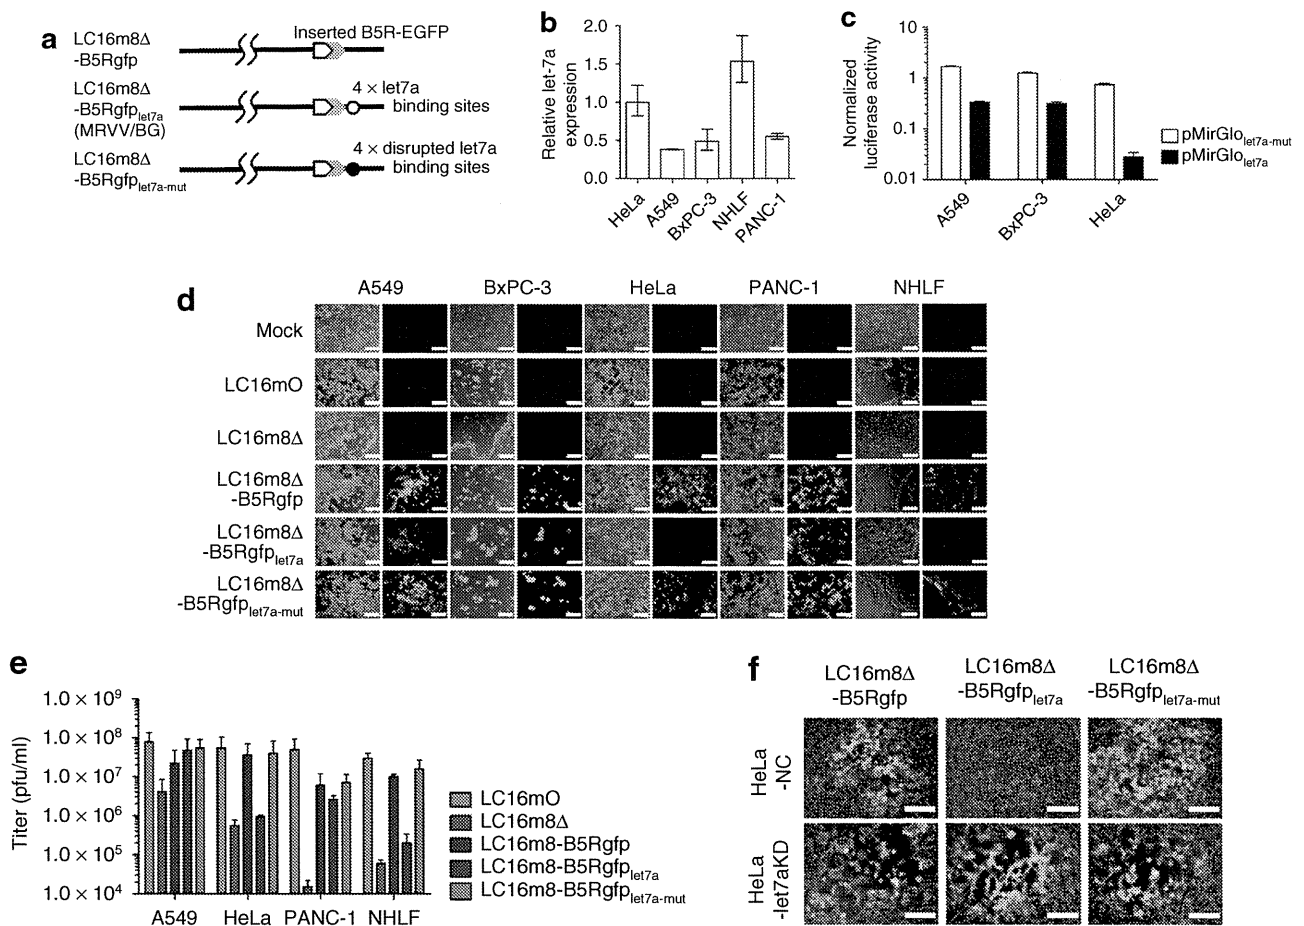 a
LC16m8Δ
-B5Rgfp
Inserted B5R-EGFP
LC16m8Δ
-B5Rgfplet7a
(MRVV/BG)
4 × let7a
binding sites
LC16m8Δ
-B5Rgfplet7a-mut
4 × disrupted let7a
binding sites
b
Relative let-7a
expression
2.0
1.5
1.0
0.5
0.0
HeLa
A549
BxPC-3
NHLF
PANC-1
c
Normalized
luciferase activity
10
1
0.1
0.01
A549
BxPC-3
HeLa
pMirGlolet7a-mut
pMirGlolet7a
d
A549 BxPC-3 HeLa PANC-1 NHLF
Mock
LC16mO
LC16m8Δ
LC16m8Δ
-B5Rgfp
LC16m8Δ
-B5Rgfplet7a
LC16m8Δ
-B5Rgfplet7a-mut
e
Titer (pfu/ml)
1.0 × 10⁹
1.0 × 10⁸
1.0 × 10⁷
1.0 × 10⁶
1.0 × 10⁵
1.0 × 10⁴
A549 HeLa PANC-1 NHLF
LC16mO
LC16m8Δ
LC16m8-B5Rgfp
LC16m8-B5Rgfplet7a
LC16m8-B5Rgfplet7a-mut
f
LC16m8Δ
-B5Rgfp
LC16m8Δ
-B5Rgfplet7a
LC16m8Δ
-B5Rgfplet7a-mut
HeLa
-NC
HeLa
-let7aKD